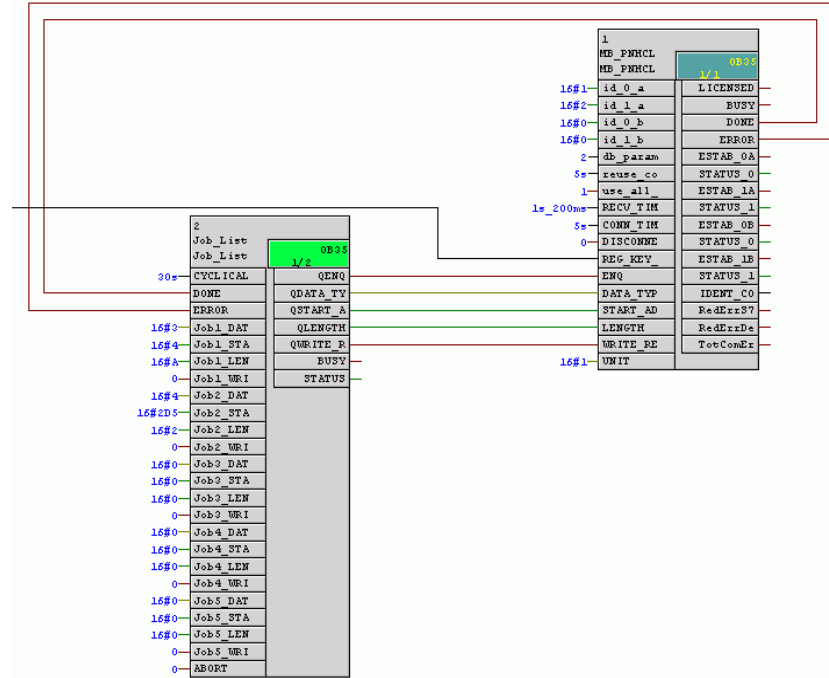 1
MB_PNHCL
MB_PNHCL
OB35
1/1
16#1 id_0_a LICENSED
16#2 id_1_a BUSY
16#0 id_0_b DONE
16#0 id_1_b ERROR
2 db_param ESTAB_0A
5s reuse_co STATUS_0
1 use_all_ ESTAB_1A
1s_200ms RECV_TIM STATUS_1
5s CONN_TIM ESTAB_0B
0 DISCONNE STATUS_0
REG_KEY_ ESTAB_1B
ENQ STATUS_1
DATA_TYP IDENT_CO
START_AD RedErrS7
LENGTH RedErrDe
WRITE_RE TotComEr
16#1 UNIT
2
Job_List
Job_List
OB35
1/2
30s CYCLICAL QENQ
DONE QDATA_TY
ERROR QSTART_A
16#3 Job1_DAT QLENGTH
16#4 Job1_STA QWRITE_R
16#A Job1_LEN BUSY
0 Job1_WRI STATUS
16#4 Job2_DAT
16#2D5 Job2_STA
16#2 Job2_LEN
0 Job2_WRI
16#0 Job3_DAT
16#0 Job3_STA
16#0 Job3_LEN
0 Job3_WRI
16#0 Job4_DAT
16#0 Job4_STA
16#0 Job4_LEN
0 Job4_WRI
16#0 Job5_DAT
16#0 Job5_STA
16#0 Job5_LEN
0 Job5_WRI
0 ABORT